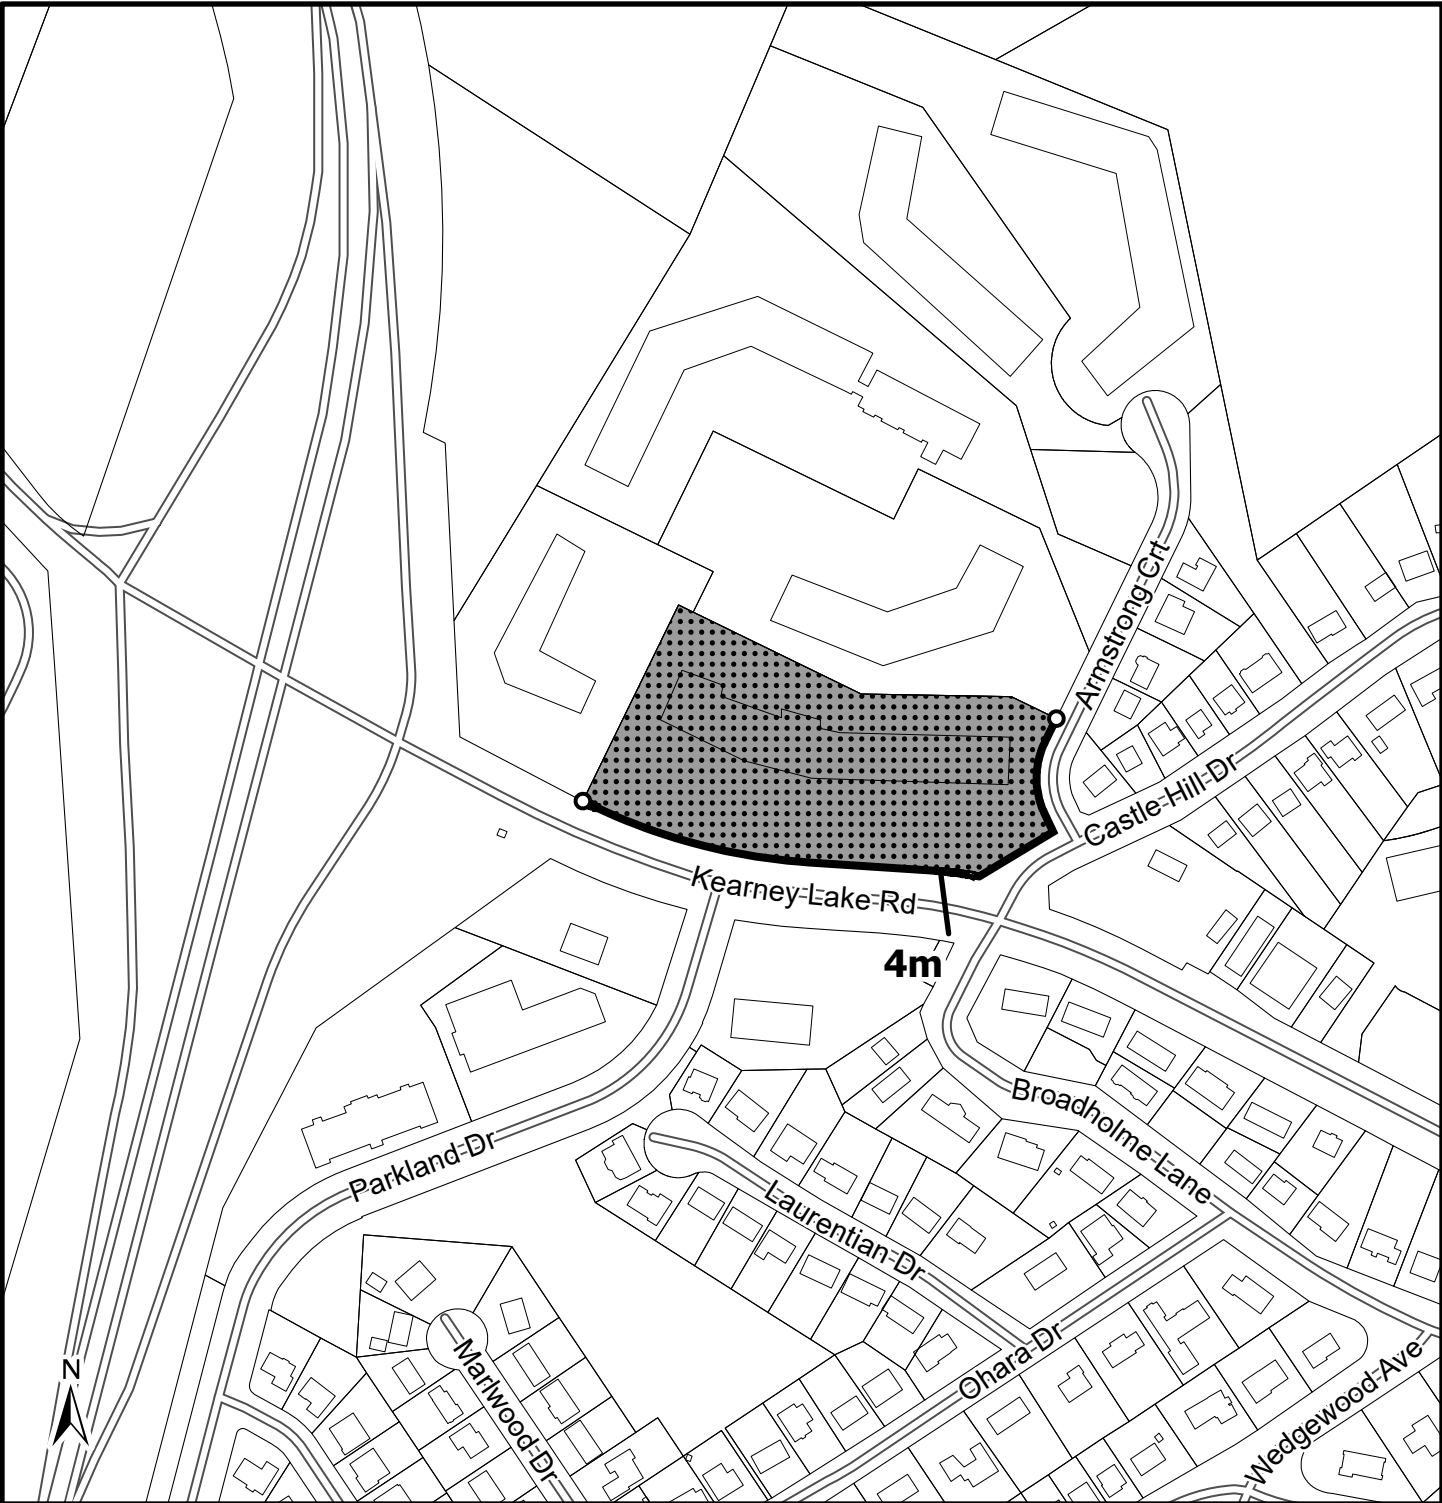 Armstrong Crt
Castle Hill Dr
Kearney Lake Rd
4m
Broadholme Lane
Parkland Dr
Laurentian Dr
Ohara Dr
Marlwood Dr
Wedgewood Ave
N